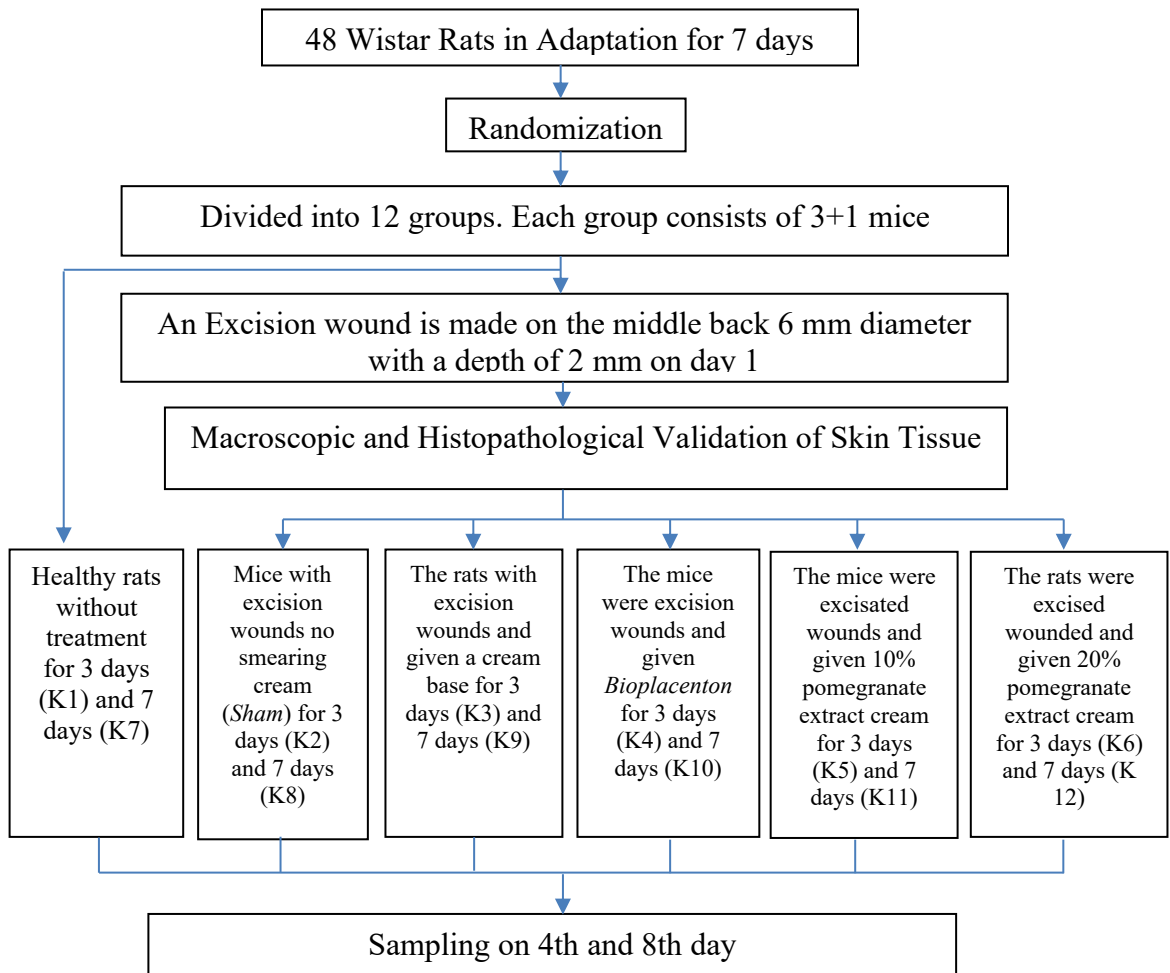 48 Wistar Rats in Adaptation for 7 days
Randomization
Divided into 12 groups. Each group consists of 3+1 mice
An Excision wound is made on the middle back 6 mm diameter
with a depth of 2 mm on day 1
Macroscopic and Histopathological Validation of Skin Tissue
Healthy rats
without
treatment
for 3 days
(K1) and 7
days (K7)
Mice with
excision
wounds no
smearing
cream
(Sham) for 3
days (K2)
and 7 days
(K8)
The rats with
excision
wounds and
given a cream
base for 3
days (K3) and
7 days (K9)
The mice
were excision
wounds and
given
Bioplacenton
for 3 days
(K4) and 7
days (K10)
The mice were
excisated
wounds and
given 10%
pomegranate
extract cream
for 3 days
(K5) and 7
days (K11)
The rats were
excised
wounded and
given 20%
pomegranate
extract cream
for 3 days (K6)
and 7 days (K
12)
Sampling on 4th and 8th day